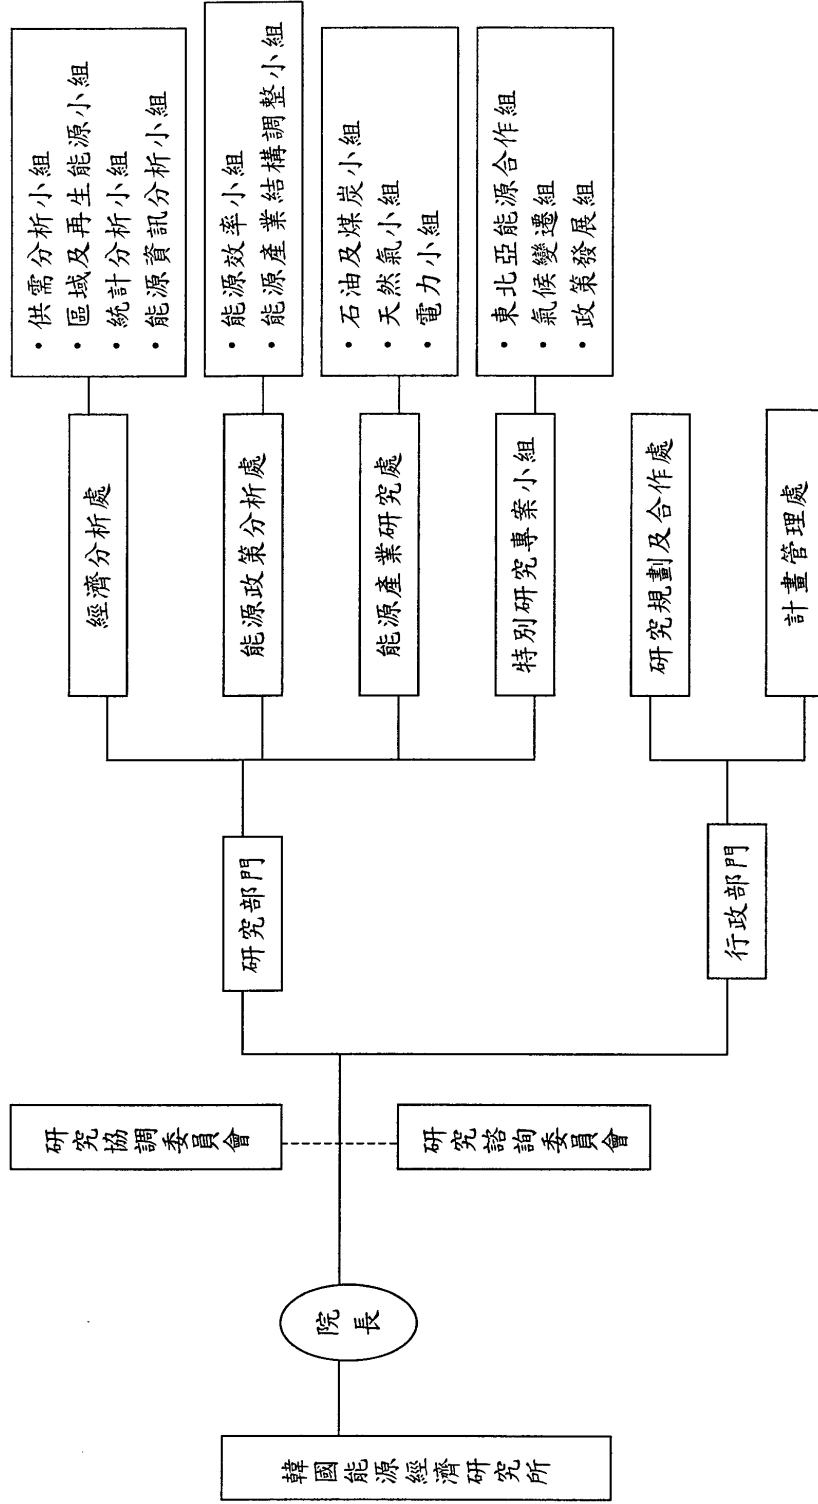 韓國能源經濟研究所
院長
研究協調委員會
研究諮詢委員會
研究部門
行政部門
經濟分析處
能源政策分析處
能源產業研究處
特別研究專案小組
研究規劃及合作處
計畫管理處
• 供需分析小組
• 區域及再生能源小組
• 統計分析小組
• 能源資訊分析小組
• 能源效率小組
• 能源產業結構調整小組
• 石油及煤炭小組
• 天然氣小組
• 電力小組
• 東北亞能源合作組
• 氣候變遷組
• 政策發展組